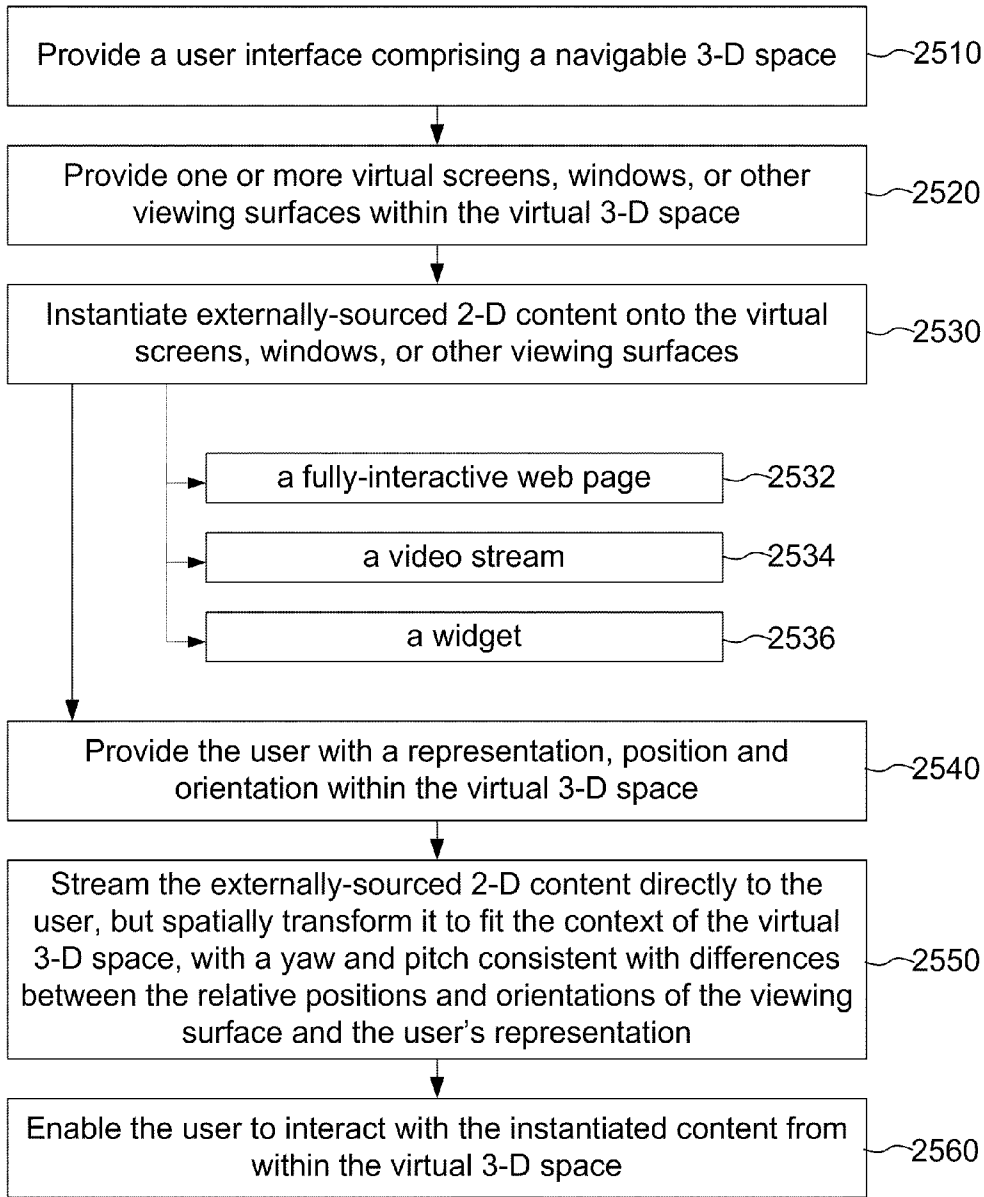 Provide a user interface comprising a navigable 3-D space
2510
Provide one or more virtual screens, windows, or other
viewing surfaces within the virtual 3-D space
2520
Instantiate externally-sourced 2-D content onto the virtual
screens, windows, or other viewing surfaces
2530
a fully-interactive web page
2532
a video stream
2534
a widget
2536
Provide the user with a representation, position and
orientation within the virtual 3-D space
2540
Stream the externally-sourced 2-D content directly to the
user, but spatially transform it to fit the context of the virtual
3-D space, with a yaw and pitch consistent with differences
between the relative positions and orientations of the viewing
surface and the user's representation
2550
Enable the user to interact with the instantiated content from
within the virtual 3-D space
2560